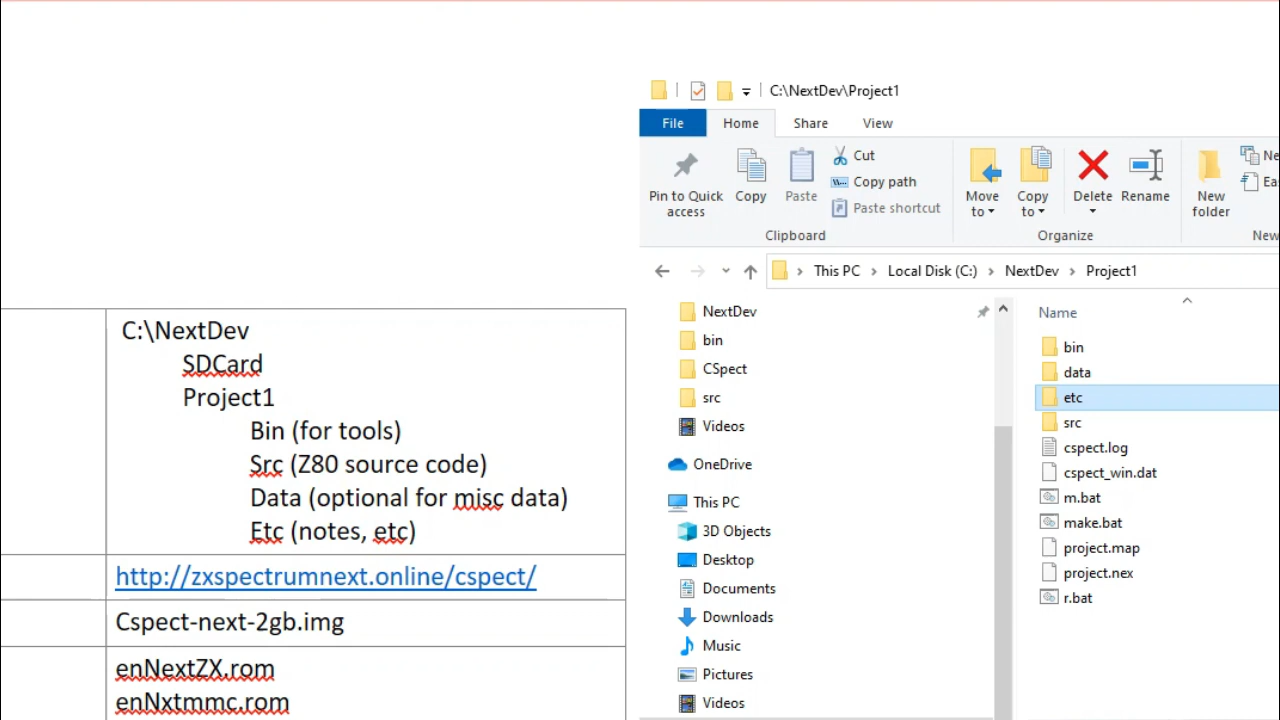 C:\NextDev
SDCard
Project1
Bin (for tools)
Src (Z80 source code)
Data (optional for misc data)
Etc (notes, etc)
http://zxspectrumnext.online/cspect/
Cspect-next-2gb.img
enNextZX.rom
enNxtmmc.rom
C:\NextDev\Project1
File Home Share View
Pin to Quick access
Copy
Paste
Cut
Copy path
Paste shortcut
Clipboard
Move to
Copy to
Delete
Rename
Organize
New folder
Ne
Ea
New
This PC > Local Disk (C:) > NextDev > Project1
NextDev
bin
CSpect
src
Videos
OneDrive
This PC
3D Objects
Desktop
Documents
Downloads
Music
Pictures
Videos
Name
bin
data
etc
src
cspect.log
cspect_win.dat
m.bat
make.bat
project.map
project.nex
r.bat